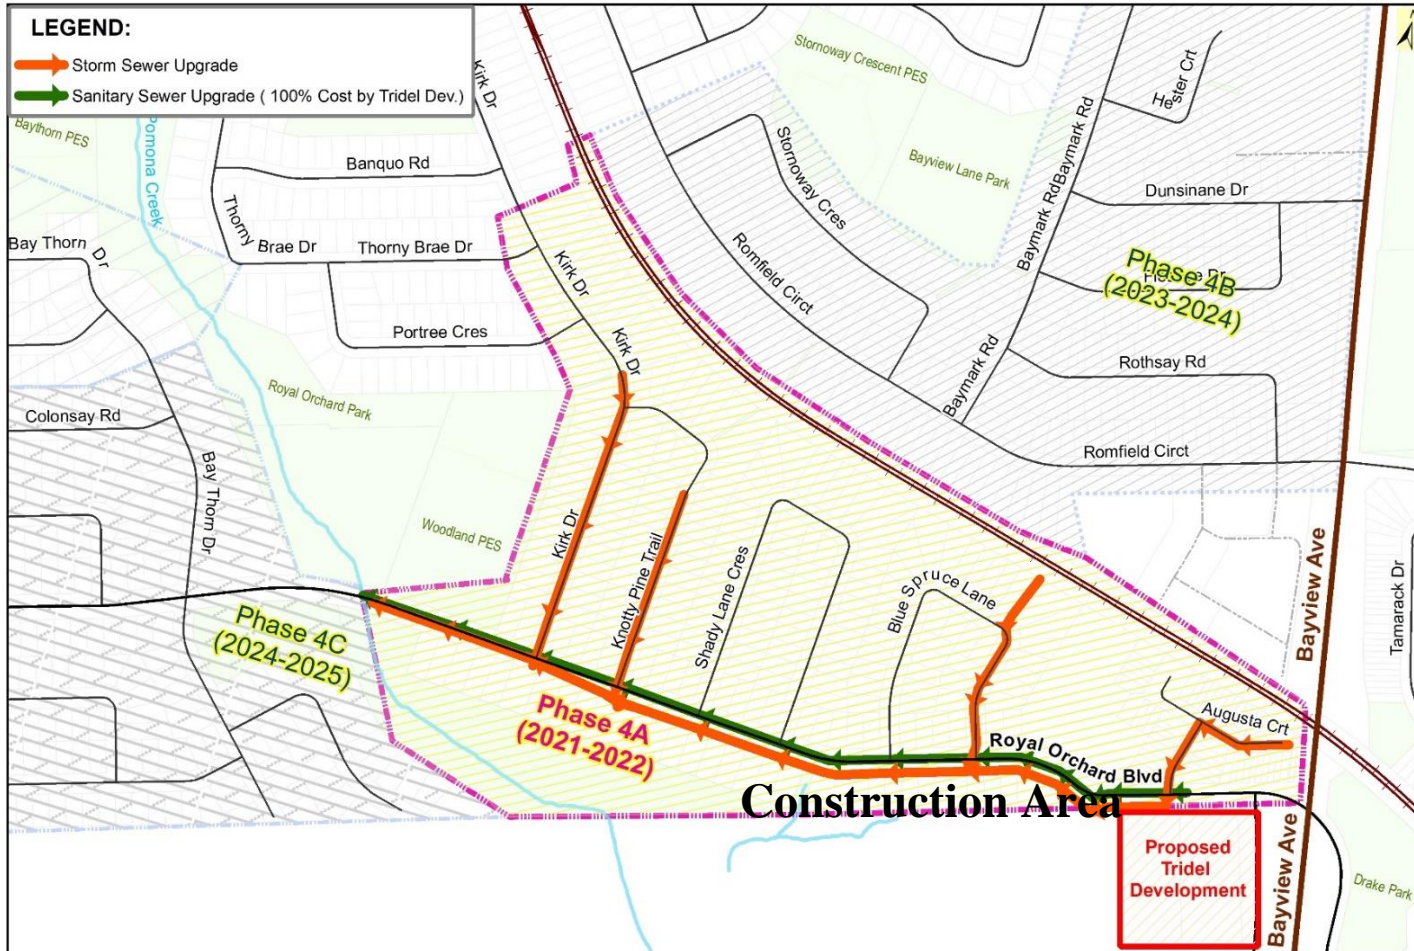 LEGEND:
Storm Sewer Upgrade
Sanitary Sewer Upgrade ( 100% Cost by Tridel Dev.)
Kirk Dr
Stornoway Crescent PES
Hester Crt
Baythorn PES
Pomona Creek
Banquo Rd
Stornoway Cres
Bayview Lane Park
Baymark Rd
Baymark Rd
Dunsinane Dr
Thorny
Brae Dr
Thorny Brae Dr
Bay Thorn Dr
Kirk Dr
Romfield Circt
Phase 4B
(2023-2024)
Portree Cres
Kirk Dr
Baymark Rd
Rothsay Rd
Royal Orchard Park
Colonsay Rd
Bay Thorn Dr
Romfield Circt
Woodland PES
Kirk Dr
Knotty Pine Trail
Shady Lane Cres
Blue Spruce Lane
Bayview Ave
Tamarack Dr
Phase 4C
(2024-2025)
Phase 4A
(2021-2022)
Augusta Crt
Royal Orchard Blvd
Construction Area
Proposed
Tridel
Development
Bayview Ave
Drake Park